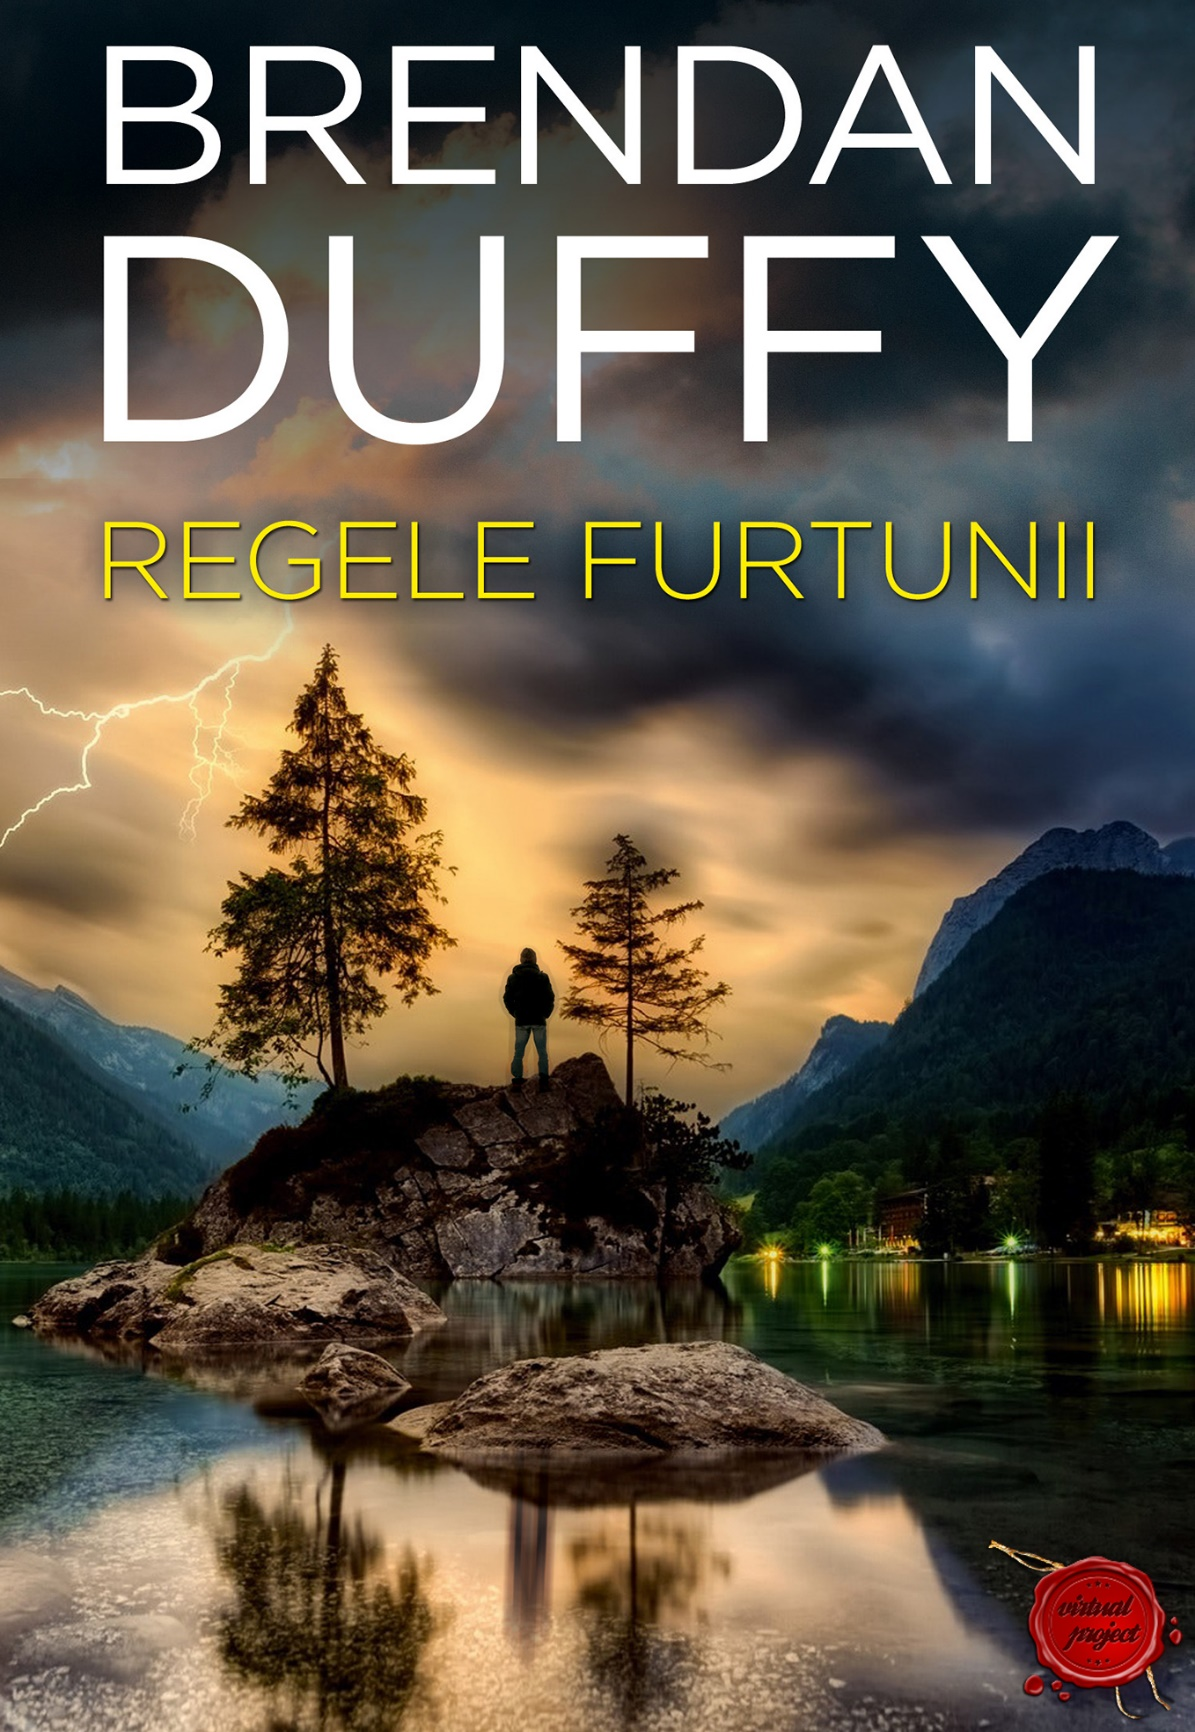 BRENDAN
DUFFY
REGELE FURTUNII
virtual
project